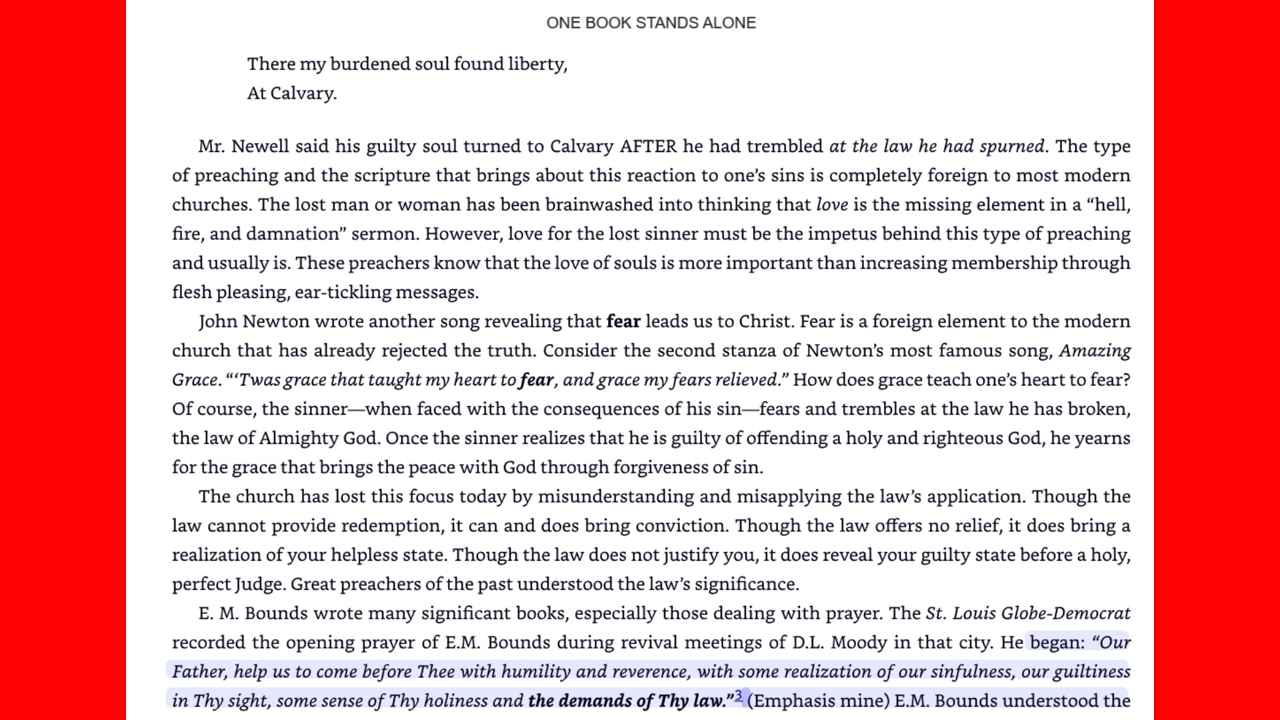 ONE BOOK STANDS ALONE
There my burdened soul found liberty,
At Calvary.
Mr. Newell said his guilty soul turned to Calvary AFTER he had trembled at the law he had spurned. The type
of preaching and the scripture that brings about this reaction to one’s sins is completely foreign to most modern
churches. The lost man or woman has been brainwashed into thinking that love is the missing element in a “hell,
fire, and damnation” sermon. However, love for the lost sinner must be the impetus behind this type of preaching
and usually is. These preachers know that the love of souls is more important than increasing membership through
flesh pleasing, ear-tickling messages.
John Newton wrote another song revealing that fear leads us to Christ. Fear is a foreign element to the modern
church that has already rejected the truth. Consider the second stanza of Newton’s most famous song, Amazing
Grace. “‘Twas grace that taught my heart to fear, and grace my fears relieved.” How does grace teach one’s heart to fear?
Of course, the sinner—when faced with the consequences of his sin—fears and trembles at the law he has broken,
the law of Almighty God. Once the sinner realizes that he is guilty of offending a holy and righteous God, he yearns
for the grace that brings the peace with God through forgiveness of sin.
The church has lost this focus today by misunderstanding and misapplying the law’s application. Though the
law cannot provide redemption, it can and does bring conviction. Though the law offers no relief, it does bring a
realization of your helpless state. Though the law does not justify you, it does reveal your guilty state before a holy,
perfect Judge. Great preachers of the past understood the law’s significance.
E. M. Bounds wrote many significant books, especially those dealing with prayer. The St. Louis Globe-Democrat
recorded the opening prayer of E.M. Bounds during revival meetings of D.L. Moody in that city. He began: “Our
Father, help us to come before Thee with humility and reverence, with some realization of our sinfulness, our guiltiness
in Thy sight, some sense of Thy holiness and the demands of Thy law.”3 (Emphasis mine) E.M. Bounds understood the